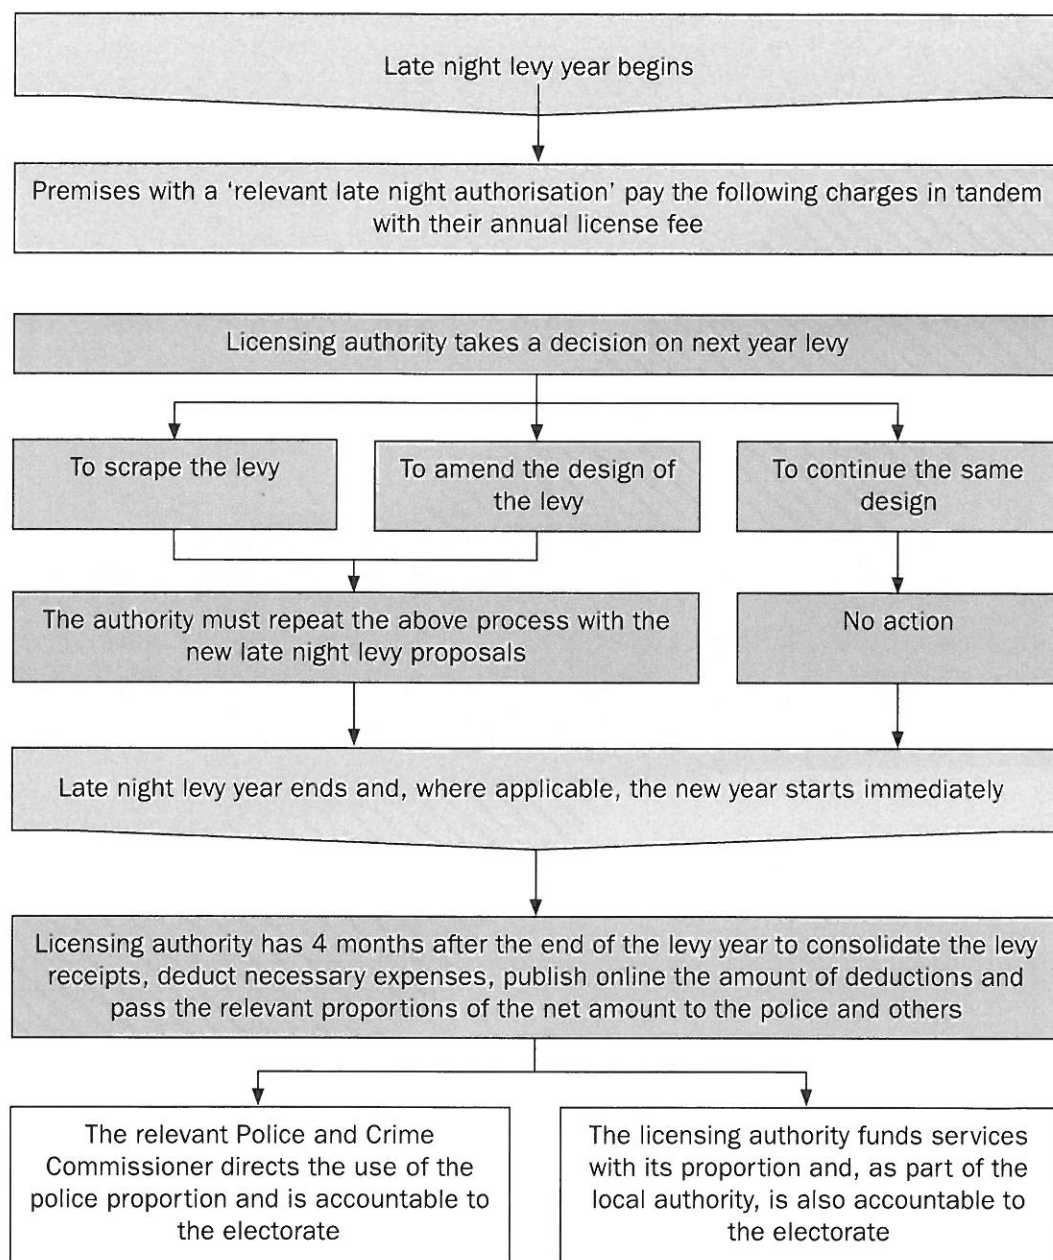 Late night levy year begins
Premises with a ‘relevant late night authorisation’ pay the following charges in tandem
with their annual license fee
Licensing authority takes a decision on next year levy
To scrape the levy
To amend the design of
the levy
To continue the same
design
The authority must repeat the above process with the
new late night levy proposals
No action
Late night levy year ends and, where applicable, the new year starts immediately
Licensing authority has 4 months after the end of the levy year to consolidate the levy
receipts, deduct necessary expenses, publish online the amount of deductions and
pass the relevant proportions of the net amount to the police and others
The relevant Police and Crime
Commissioner directs the use of the
police proportion and is accountable to
the electorate
The licensing authority funds services
with its proportion and, as part of the
local authority, is also accountable to
the electorate